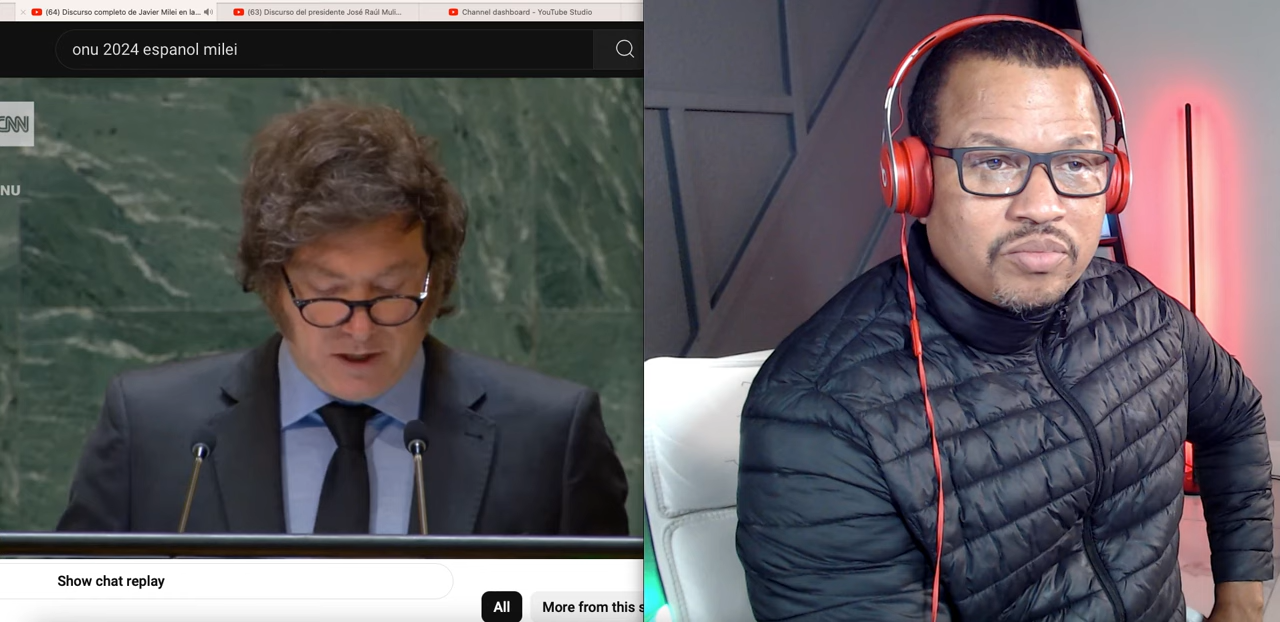 (64) Discurso completo de Javier Milei en la...
(63) Discurso del presidente José Raúl Muli...
Channel dashboard - YouTube Studio
onu 2024 espanol milei
CNN
NU
Show chat replay
All
More from this s